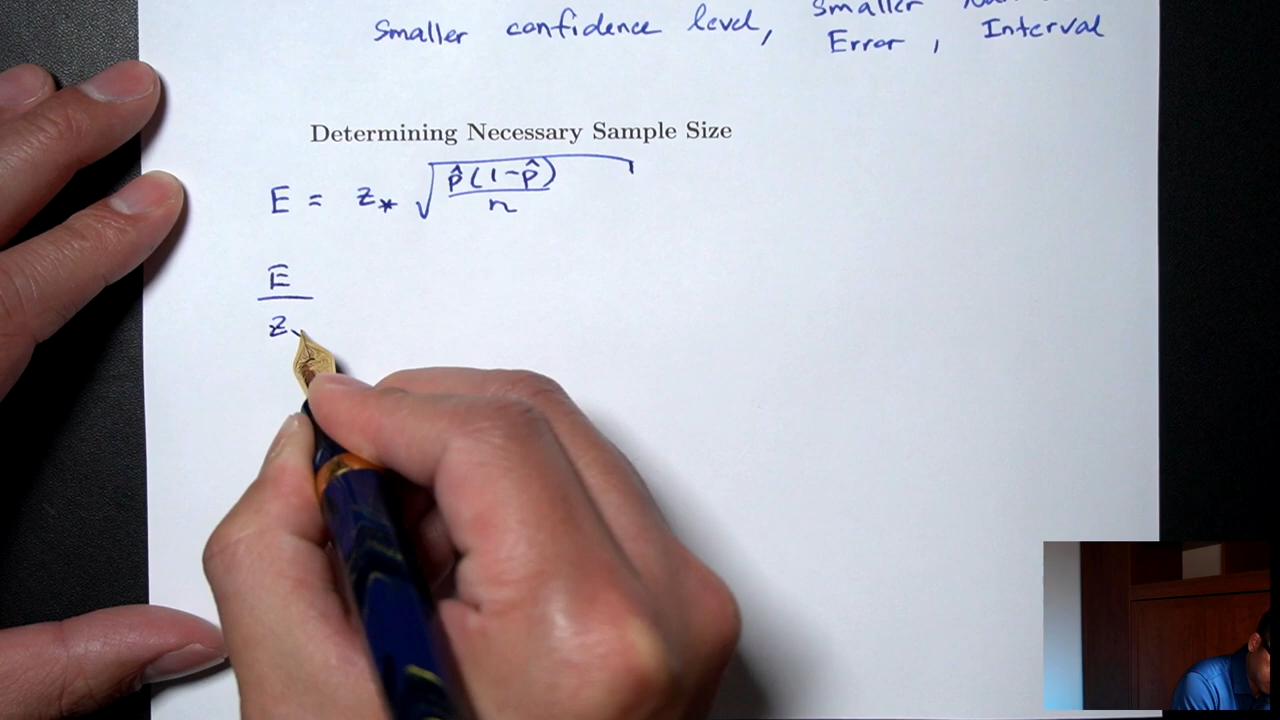 Smaller confidence level, Smaller
Error, Interval
Determining Necessary Sample Size
E = z* √ p̂(1-p̂)
n
E
z